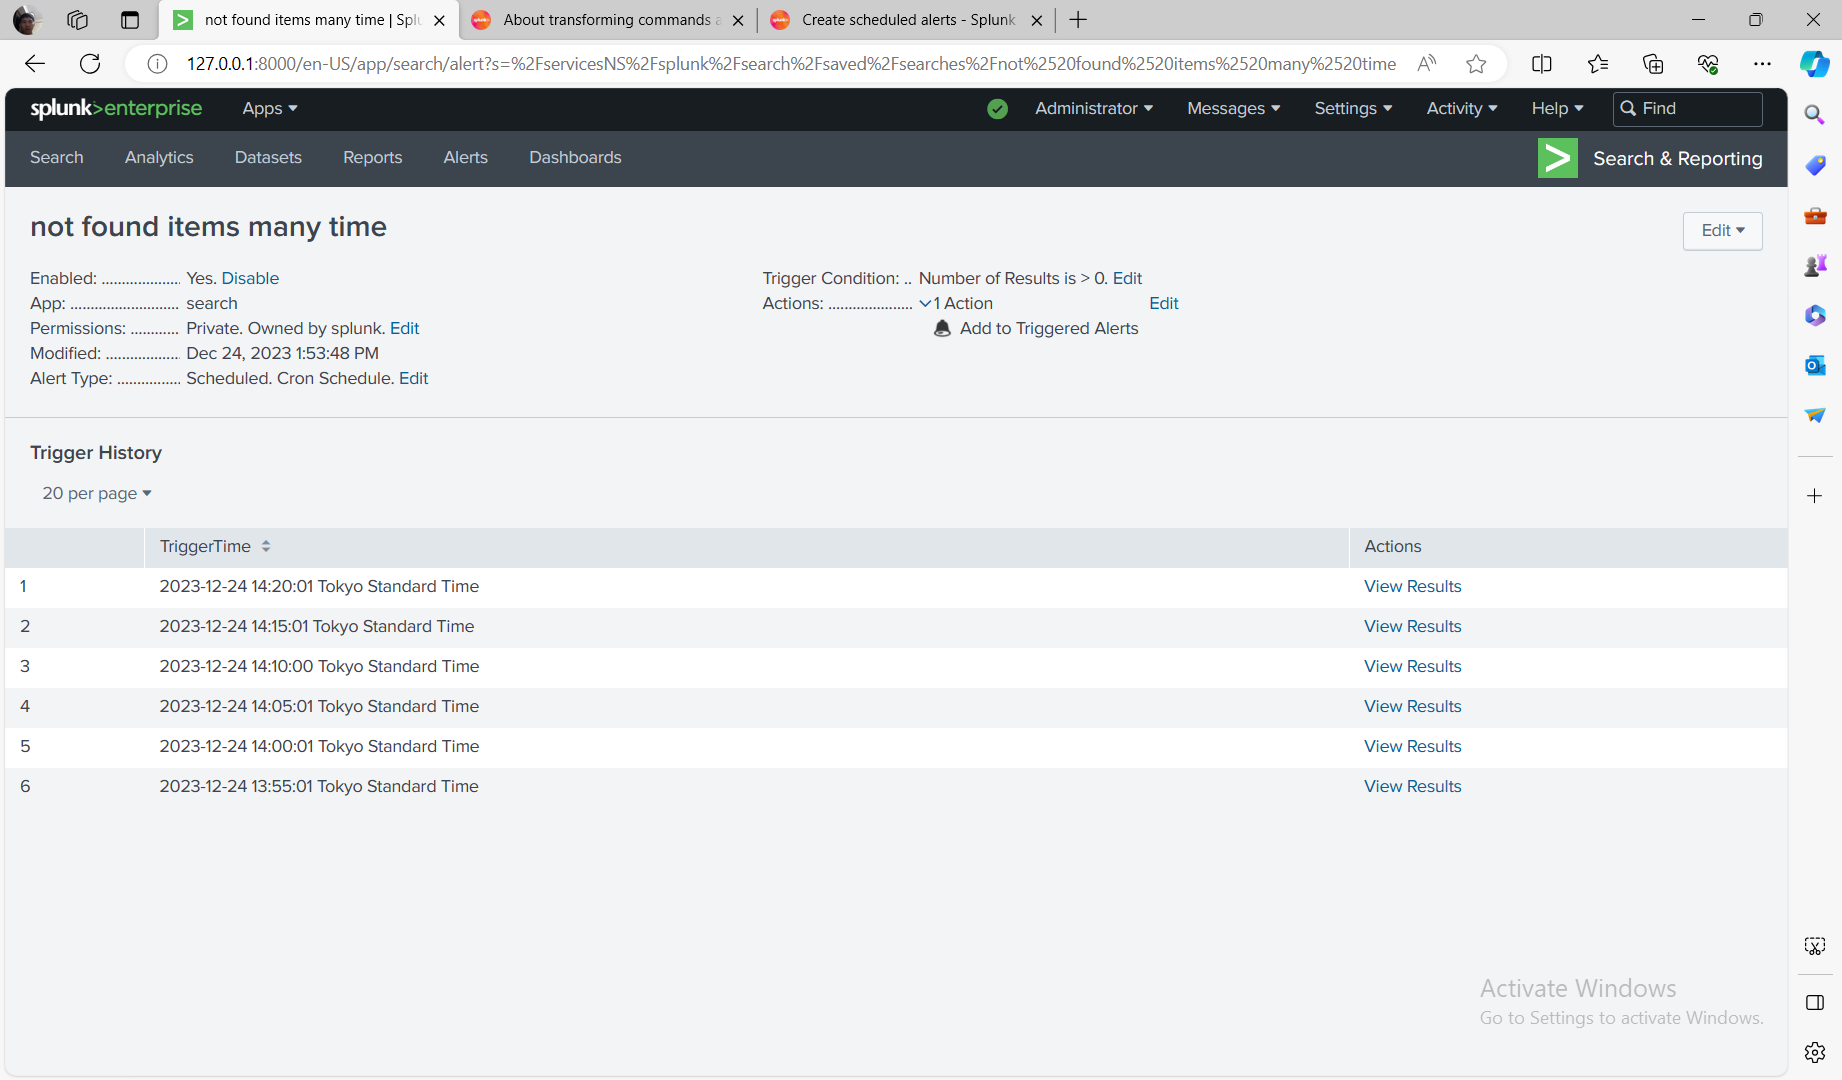 not found items many time | Splu
About transforming commands a
Create scheduled alerts - Splunk
127.0.0.1:8000/en-US/app/search/alert?s=%2FservicesNS%2Fsplunk%2Fsearch%2Fsaved%2Fsearches%2Fnot%2520found%2520items%2520many%2520time
splunk>enterprise Apps Administrator Messages Settings Activity Help Find
Search Analytics Datasets Reports Alerts Dashboards Search & Reporting
not found items many time
Edit
Enabled: .................... Yes. Disable
App: ........................... search
Permissions: ............ Private. Owned by splunk. Edit
Modified: ................... Dec 24, 2023 1:53:48 PM
Alert Type: ................ Scheduled. Cron Schedule. Edit
Trigger Condition: .. Number of Results is > 0. Edit
Actions: ..................... 1 Action Edit
Add to Triggered Alerts
Trigger History
20 per page
TriggerTime Actions
1 2023-12-24 14:20:01 Tokyo Standard Time View Results
2 2023-12-24 14:15:01 Tokyo Standard Time View Results
3 2023-12-24 14:10:00 Tokyo Standard Time View Results
4 2023-12-24 14:05:01 Tokyo Standard Time View Results
5 2023-12-24 14:00:01 Tokyo Standard Time View Results
6 2023-12-24 13:55:01 Tokyo Standard Time View Results
Activate Windows
Go to Settings to activate Windows.